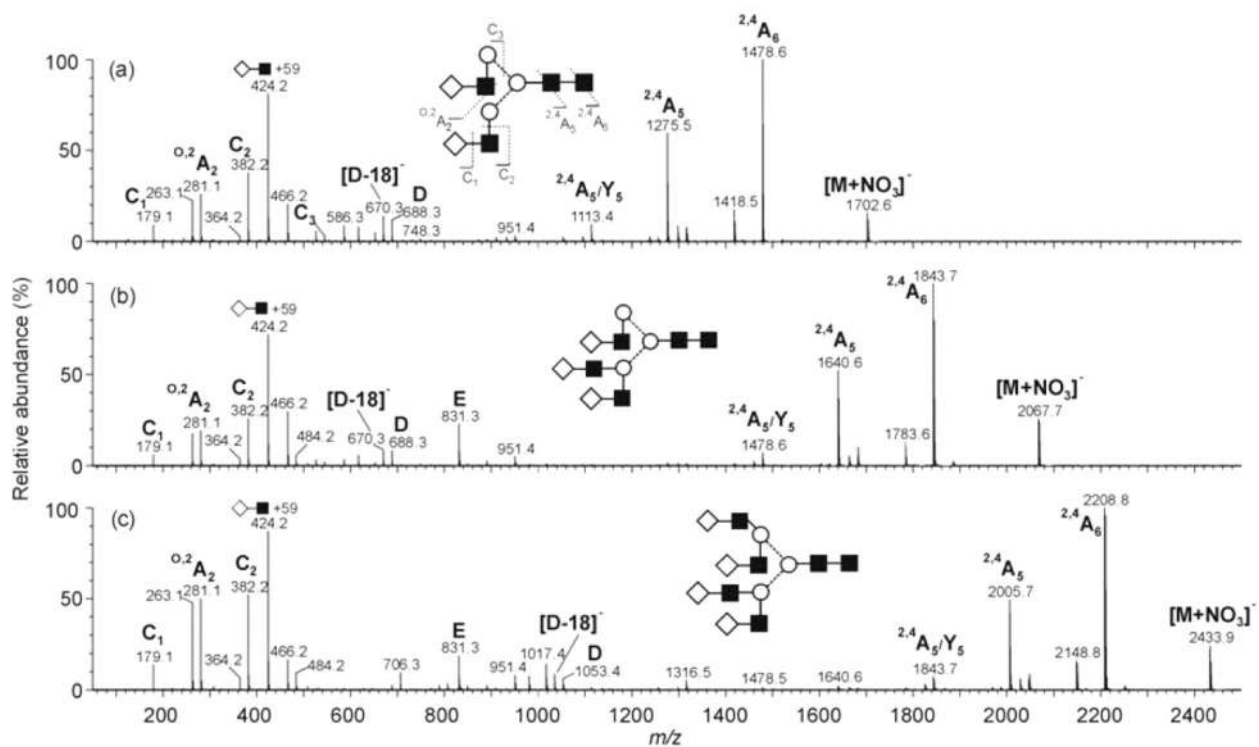 (a)
+59
424.2
C₁
179.1
263.1
⁰,²A₂
281.1
364.2
C₂
382.2
466.2
C₃
586.3
[D-18]⁻
670.3
D
688.3
748.3
951.4
²,⁴A₅/Y₅
1113.4
²,⁴A₅
1275.5
1418.5
²,⁴A₆
1478.6
[M+NO₃]⁻
1702.6
C₃
⁰,²A₂
C₁
C₂
²,⁴A₅
²,⁴A₆
100
50
0
(b)
+59
424.2
C₁
179.1
⁰,²A₂
281.1
364.2
C₂
382.2
466.2
484.2
[D-18]⁻
670.3
D
688.3
E
831.3
951.4
²,⁴A₅/Y₅
1478.6
²,⁴A₅
1640.6
1783.6
²,⁴A₆
1843.7
[M+NO₃]⁻
2067.7
100
50
0
Relative abundance (%)
(c)
+59
424.2
C₁
179.1
263.1
⁰,²A₂
281.1
364.2
C₂
382.2
466.2
484.2
706.3
E
831.3
951.4
1017.4
[D-18]⁻
D
1053.4
1316.5
1478.5
1640.6
²,⁴A₅/Y₅
1843.7
²,⁴A₅
2005.7
2148.8
2208.8
²,⁴A₆
[M+NO₃]⁻
2433.9
100
50
0
200 400 600 800 1000 1200 1400 1600 1800 2000 2200 2400
m/z